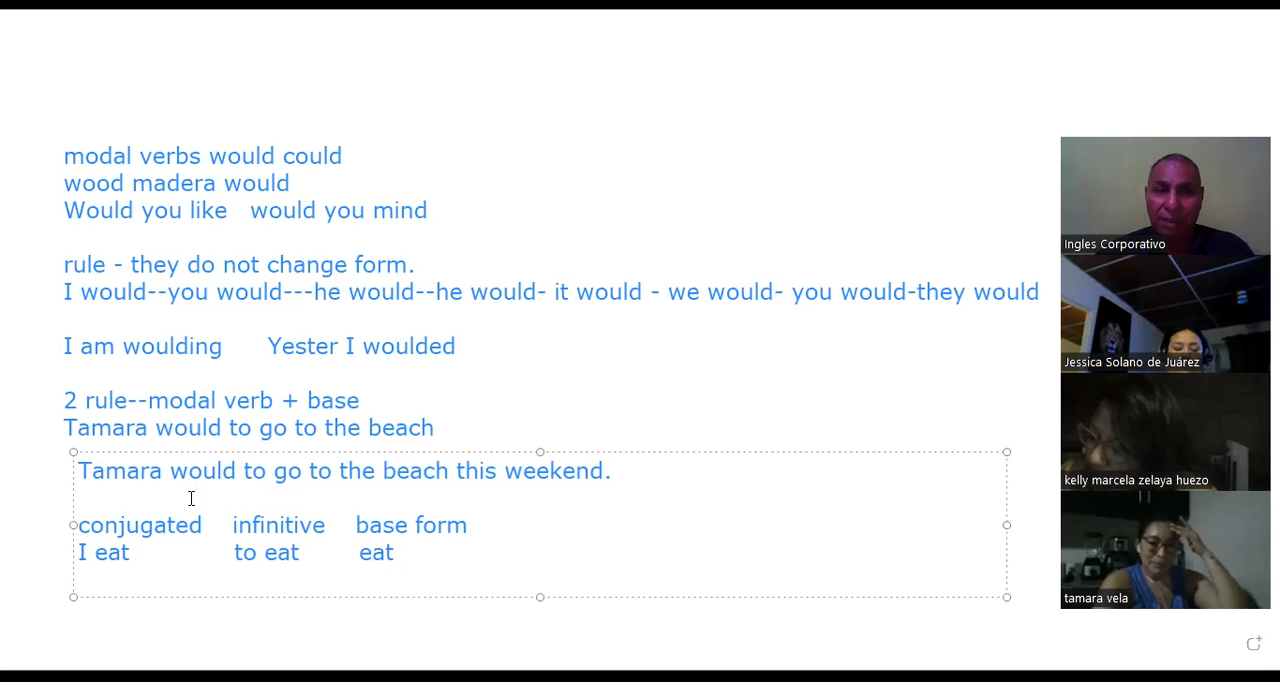 modal verbs would could
wood madera would
Would you like would you mind
rule - they do not change form.
I would--you would---he would--he would- it would - we would- you would-they would
I am woulding Yester I woulded
2 rule--modal verb + base
Tamara would to go to the beach
Tamara would to go to the beach this weekend.
conjugated infinitive base form
I eat to eat eat
Ingles Corporativo
Jessica Solano de Juárez
kelly marcela zelaya huezo
tamara vela